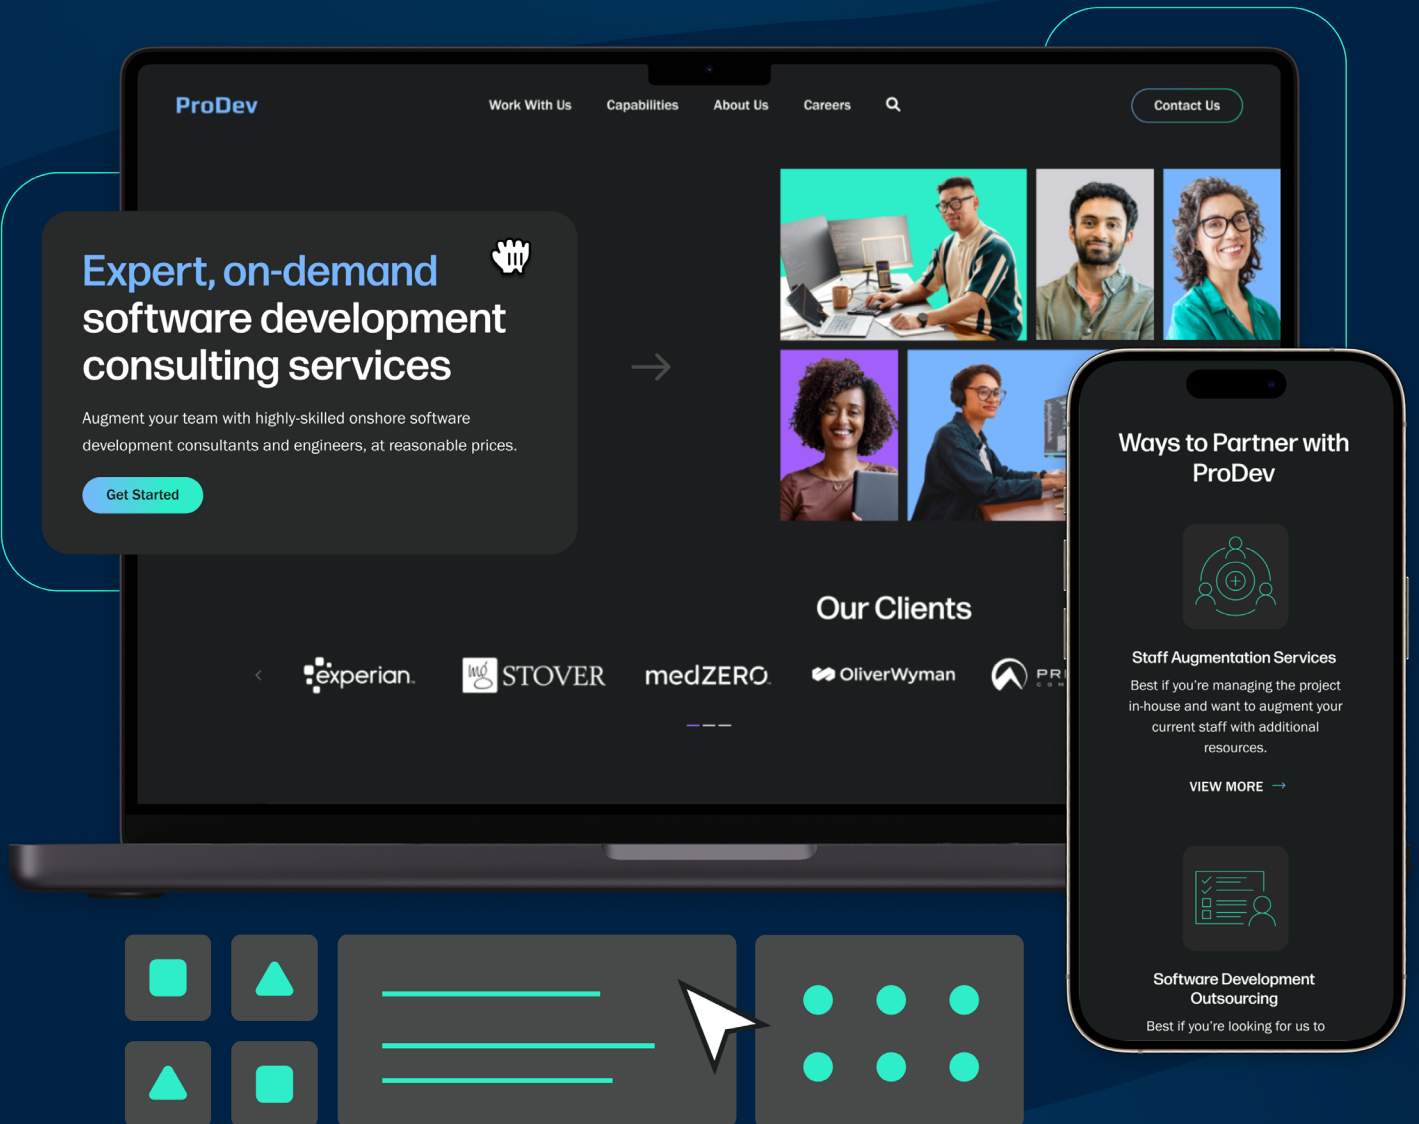 ProDev
Work With Us
Capabilities
About Us
Careers
Contact Us
Expert, on-demand
software development
consulting services
Augment your team with highly-skilled onshore software
development consultants and engineers, at reasonable prices.
Get Started
Our Clients
experian
mg STOVER
medZERO
OliverWyman
PRE
COM
Ways to Partner with
ProDev
Staff Augmentation Services
Best if you're managing the project
in-house and want to augment your
current staff with additional
resources.
VIEW MORE
Software Development
Outsourcing
Best if you're looking for us to